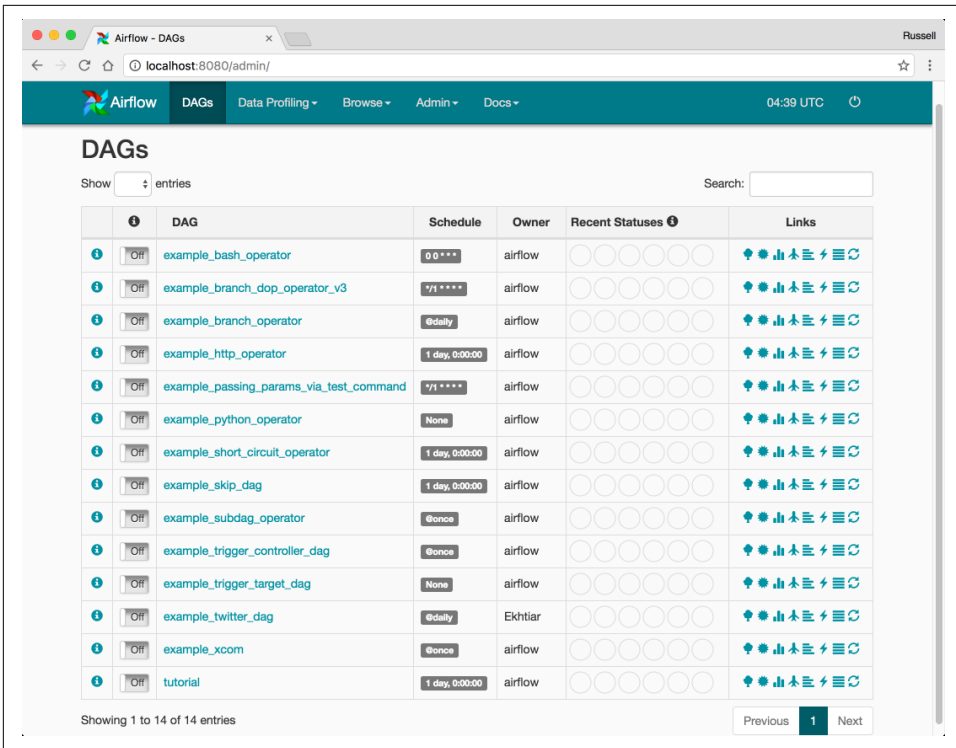 Airflow - DAGs
Russell
localhost:8080/admin/
Airflow DAGs Data Profiling Browse Admin Docs 04:39 UTC
DAGs
Show entries Search:
DAG Schedule Owner Recent Statuses Links
Off example_bash_operator 0 0 * * * airflow
Off example_branch_dop_operator_v3 */1 * * * * airflow
Off example_branch_operator @daily airflow
Off example_http_operator 1 day, 0:00:00 airflow
Off example_passing_params_via_test_command */1 * * * * airflow
Off example_python_operator None airflow
Off example_short_circuit_operator 1 day, 0:00:00 airflow
Off example_skip_dag 1 day, 0:00:00 airflow
Off example_subdag_operator @once airflow
Off example_trigger_controller_dag @once airflow
Off example_trigger_target_dag None airflow
Off example_twitter_dag @daily Ekhtiar
Off example_xcom @once airflow
Off tutorial 1 day, 0:00:00 airflow
Showing 1 to 14 of 14 entries Previous 1 Next